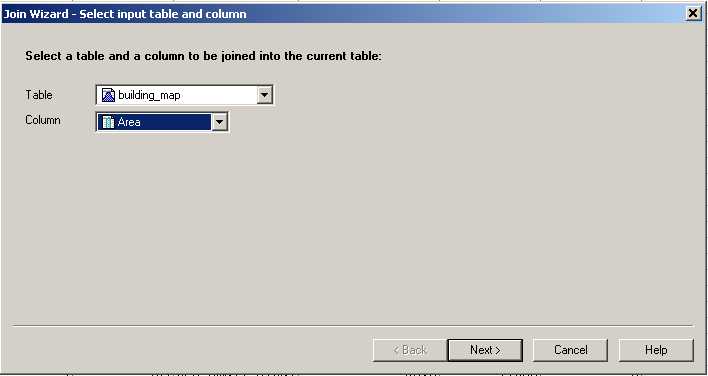 Join Wizard - Select input table and column
Select a table and a column to be joined into the current table:
Table building_map
Column Area
< Back Next > Cancel Help